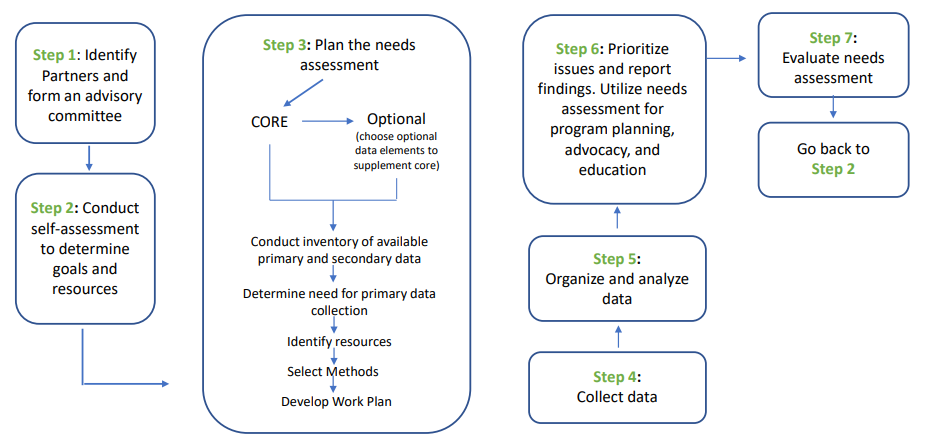 Step 1: Identify
Partners and
form an advisory
committee
Step 2: Conduct
self-assessment
to determine
goals and
resources
Step 3: Plan the needs
assessment
CORE
Optional
(choose optional
data elements to
supplement core)
Conduct inventory of available
primary and secondary data
Determine need for primary data
collection
Identify resources
Select Methods
Develop Work Plan
Step 4:
Collect data
Step 5:
Organize and analyze
data
Step 6: Prioritize
issues and report
findings. Utilize needs
assessment for
program planning,
advocacy, and
education
Step 7:
Evaluate needs
assessment
Go back to
Step 2